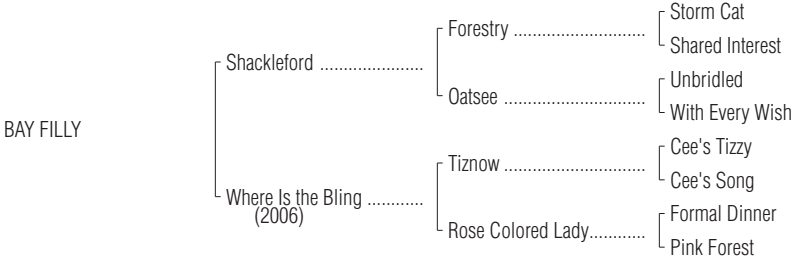 Storm Cat
Forestry ............................
Shared Interest
Shackleford ......................
Unbridled
Oatsee ..............................
With Every Wish
BAY FILLY
Cee's Tizzy
Tiznow ..............................
Cee's Song
Where Is the Bling ............
(2006)
Formal Dinner
Rose Colored Lady............
Pink Forest